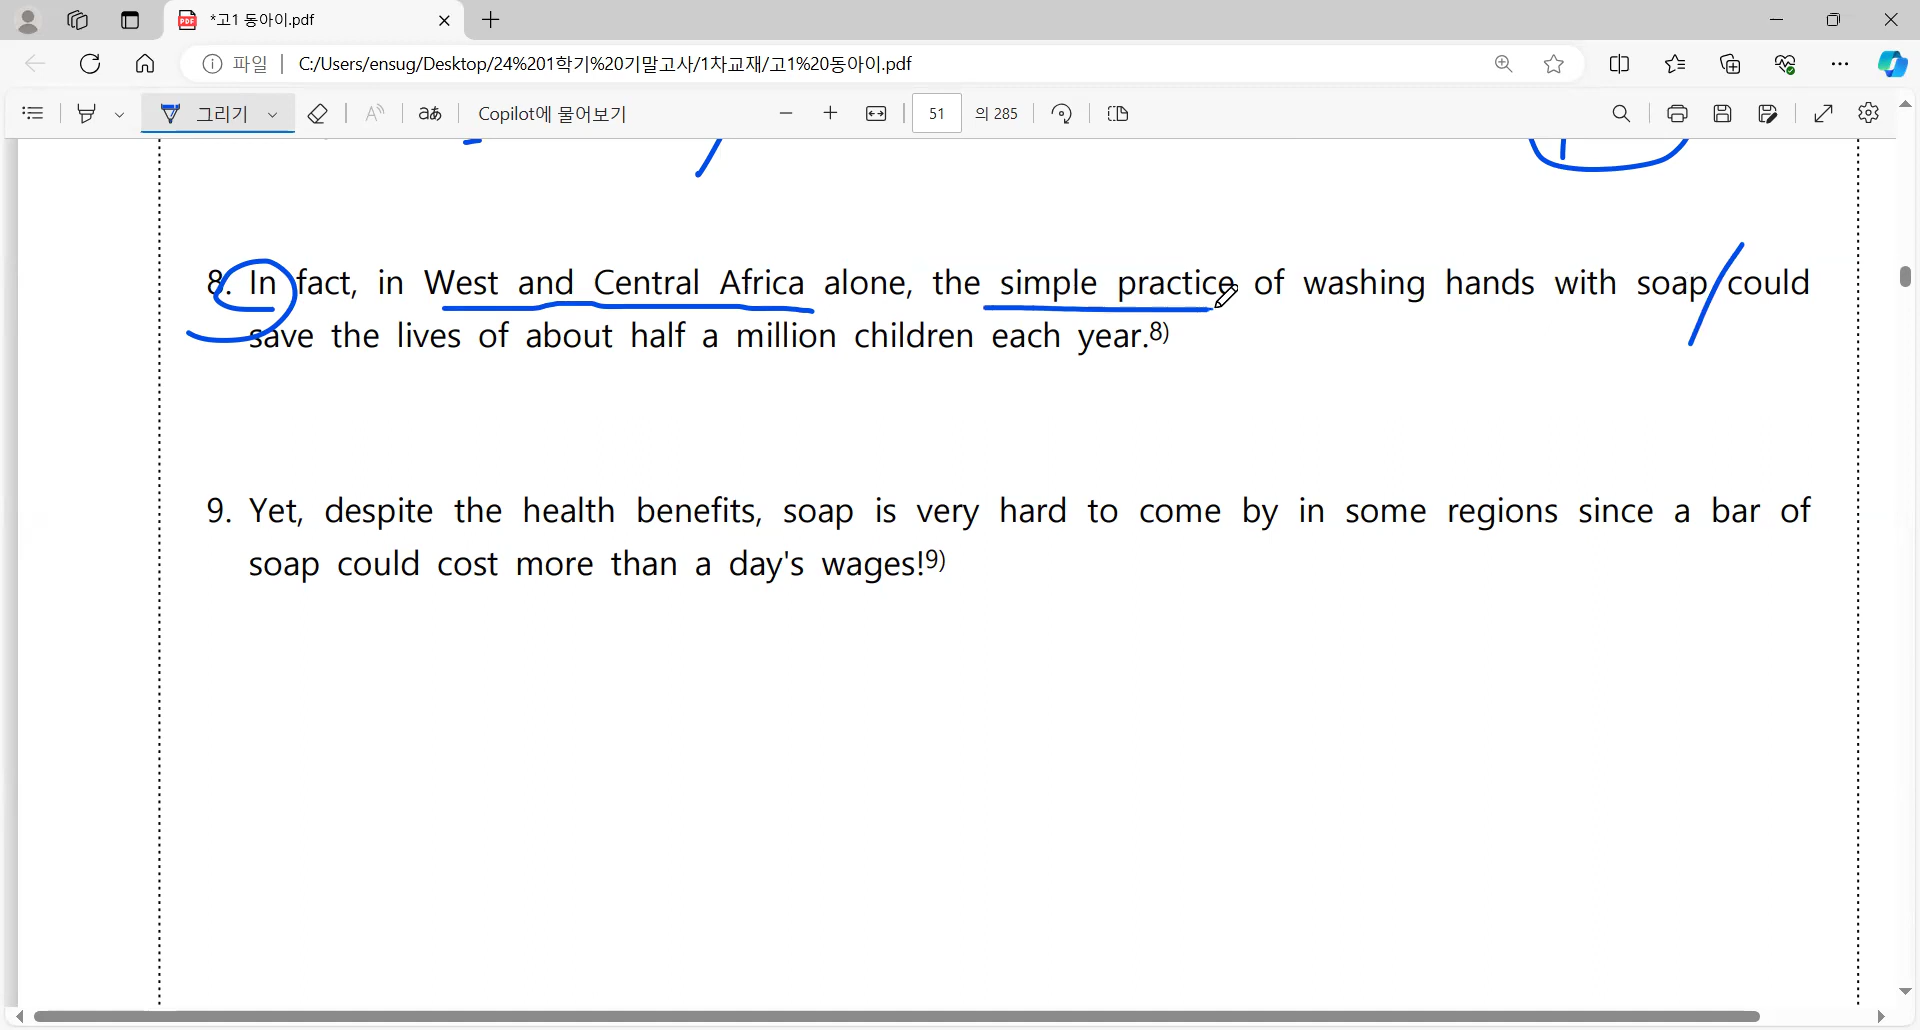 *고1 동아이.pdf
파일 C:/Users/ensug/Desktop/24%201학기%20기말고사/1차교재/고1%20동아이.pdf
그리기 aあ Copilot에 물어보기 51 의 285
8. In fact, in West and Central Africa alone, the simple practice of washing hands with soap could
save the lives of about half a million children each year.8)
9. Yet, despite the health benefits, soap is very hard to come by in some regions since a bar of
soap could cost more than a day's wages!9)